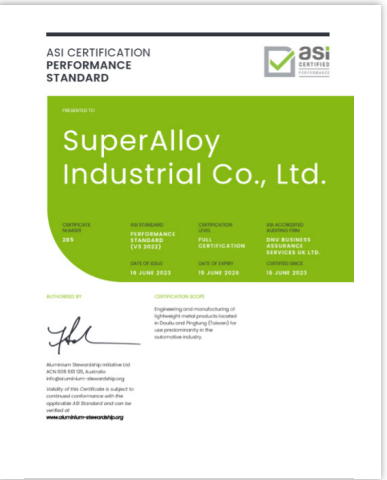 ASI CERTIFICATION
PERFORMANCE
STANDARD
asi
CERTIFIED
PERFORMANCE
PRESENTED TO
SuperAlloy
Industrial Co., Ltd.
CERTIFICATE
NUMBER
285
ASI STANDARD
PERFORMANCE
STANDARD
(V3 2022)
CERTIFICATION
LEVEL
FULL
CERTIFICATION
ASI ACCREDITED
AUDITING FIRM
DNV BUSINESS
ASSURANCE
SERVICES UK LTD.
DATE OF ISSUE
16 JUNE 2023
DATE OF EXPIRY
15 JUNE 2026
CERTIFIED SINCE
16 JUNE 2023
AUTHORISED BY
Aluminium Stewardship Initiative Ltd
ACN 606 661 125, Australia
info@aluminium-stewardship.org
Validity of this Certificate is subject to
continued conformance with the
applicable ASI Standard and can be
verified at
www.aluminium-stewardship.org
CERTIFICATION SCOPE
Engineering and manufacturing of
lightweight metal products located
in Douliu and Pingtung (Taiwan) for
use predominantly in the
automotive industry.